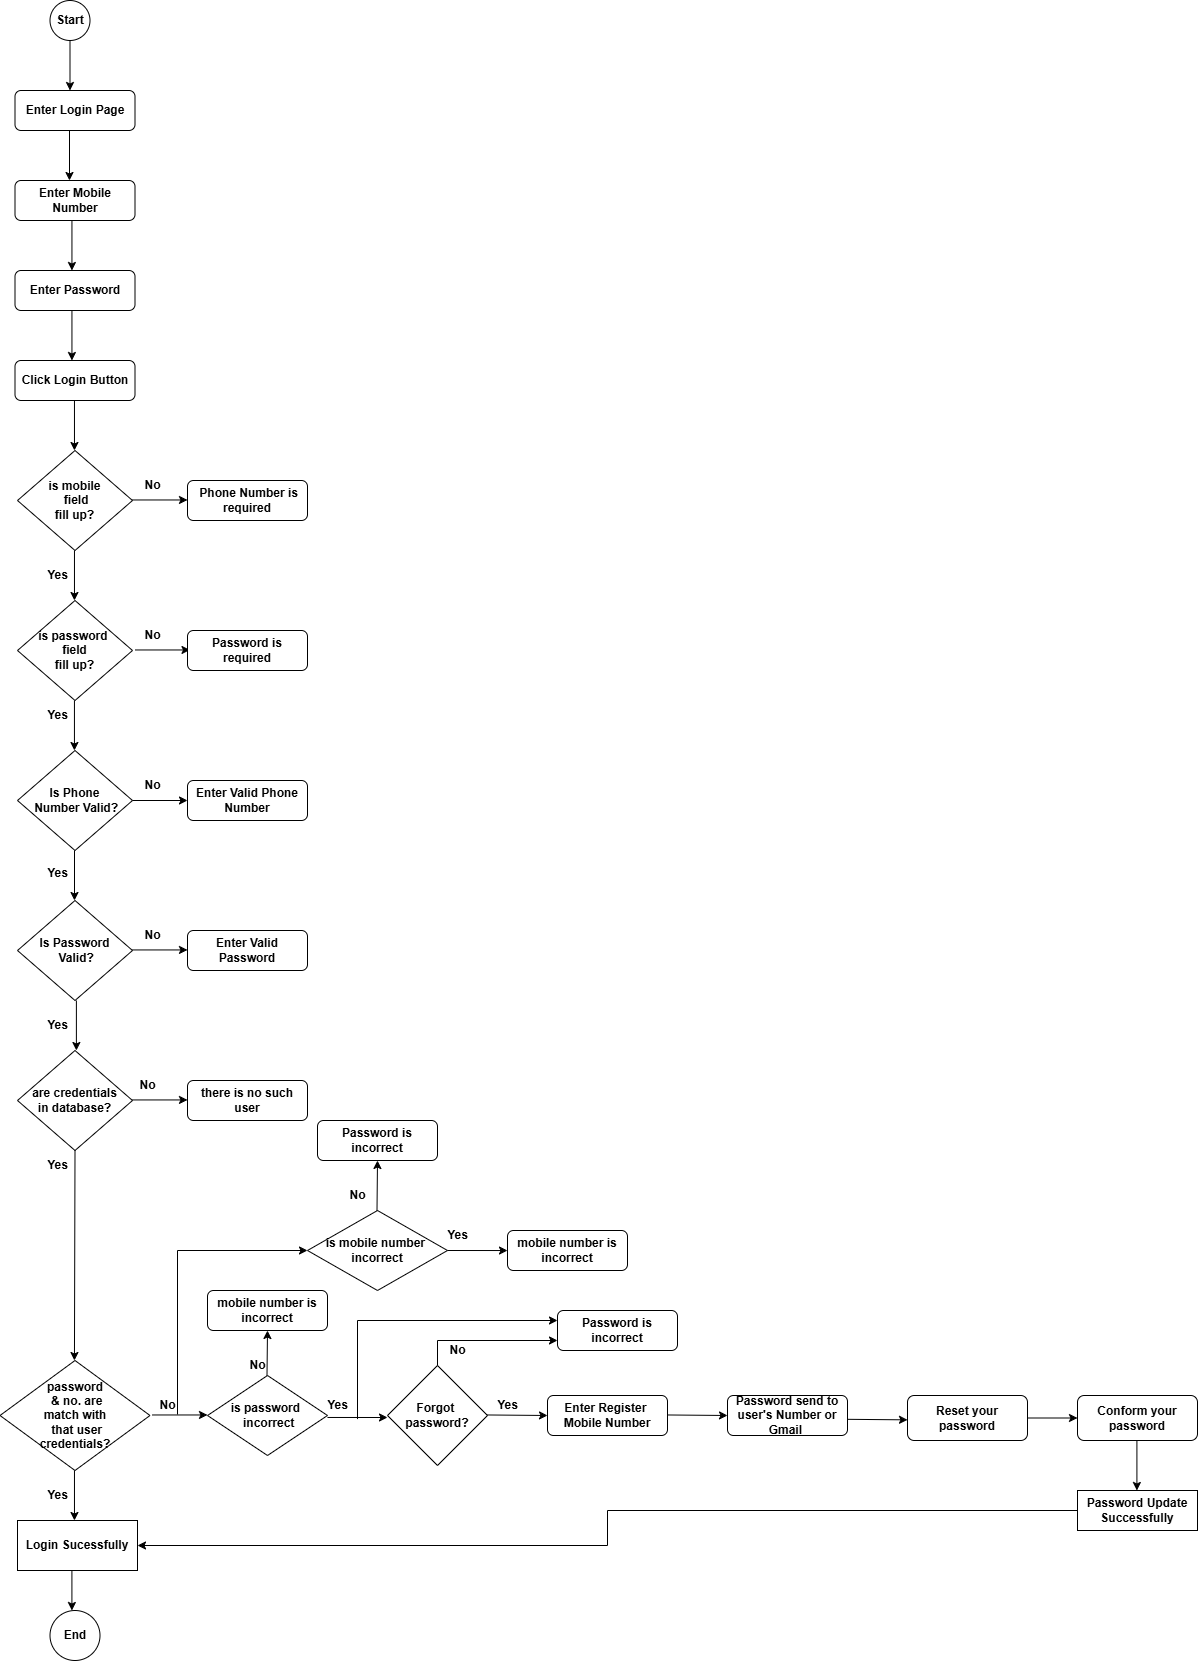 Start
Enter Login Page
Enter Mobile
Number
Enter Password
Click Login Button
is mobile
field
fill up?
No
Phone Number is
required
Yes
is password
field
fill up?
No
Password is
required
Yes
Is Phone
Number Valid?
No
Enter Valid Phone
Number
Yes
Is Password
Valid?
No
Enter Valid
Password
Yes
are credentials
in database?
No
there is no such
user
Yes
Password is
incorrect
No
is mobile number
incorrect
Yes
mobile number is
incorrect
mobile number is
incorrect
No
Password is
incorrect
No
password
& no. are
match with
that user
credentials?
No
is password
incorrect
Yes
Forgot
password?
Yes
Enter Register
Mobile Number
Password send to
user's Number or
Gmail
Reset your
password
Conform your
password
Yes
Password Update
Successfully
Login Sucessfully
End